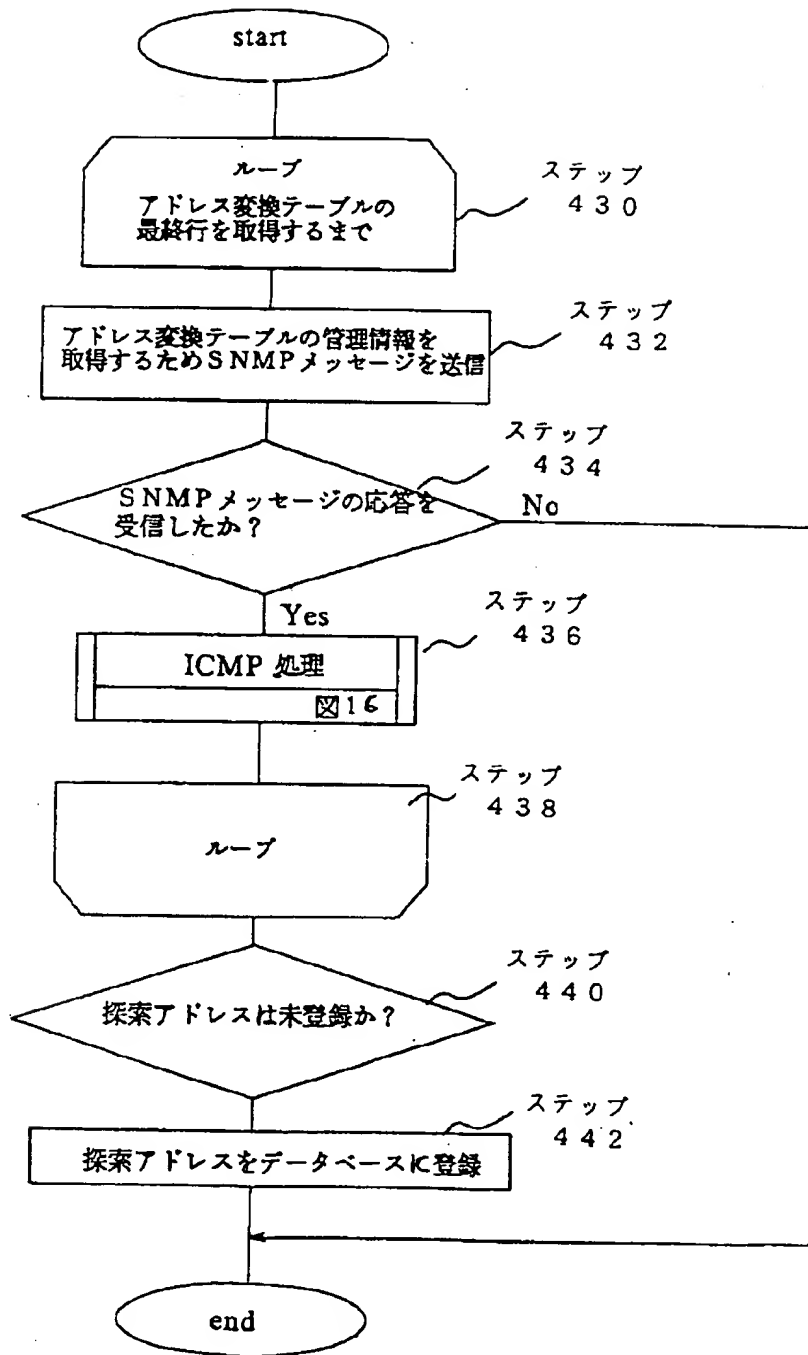 start
ループ
アドレス変換テーブルの
最終行を取得するまで
ステップ
430
アドレス変換テーブルの管理情報を
取得するためSNMPメッセージを送信
ステップ
432
ステップ
434
SNMPメッセージの応答を
受信したか?
No
Yes
ステップ
436
ICMP 処理
図16
ステップ
438
ループ
ステップ
440
探索アドレスは未登録か?
ステップ
442
探索アドレスをデータベースに登録
end